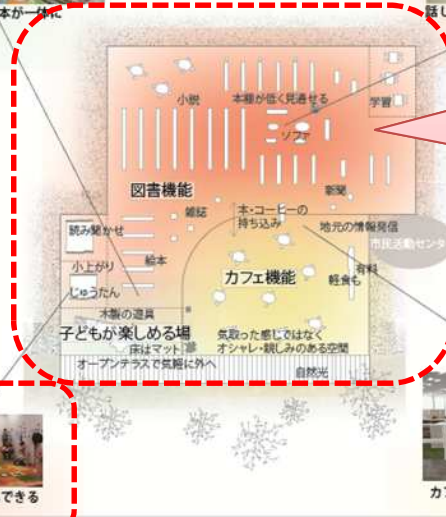 本が一体に
話し
小説
本棚が低く見通せる
学習
ソファ
図書機能
新聞
雑誌
本・コーヒーの
持ち込み
地元の情報発信
市民活動センタ
読み聞かせ
絵本
小上がり
カフェ機能
有料
軽食も
じゅうたん
木製の遊具
子どもが楽しめる場
床はマット
気取った感じではなく
オシャレ・親しみのある空間
オープンテラスで気軽に外へ
自然光
できる
カフ